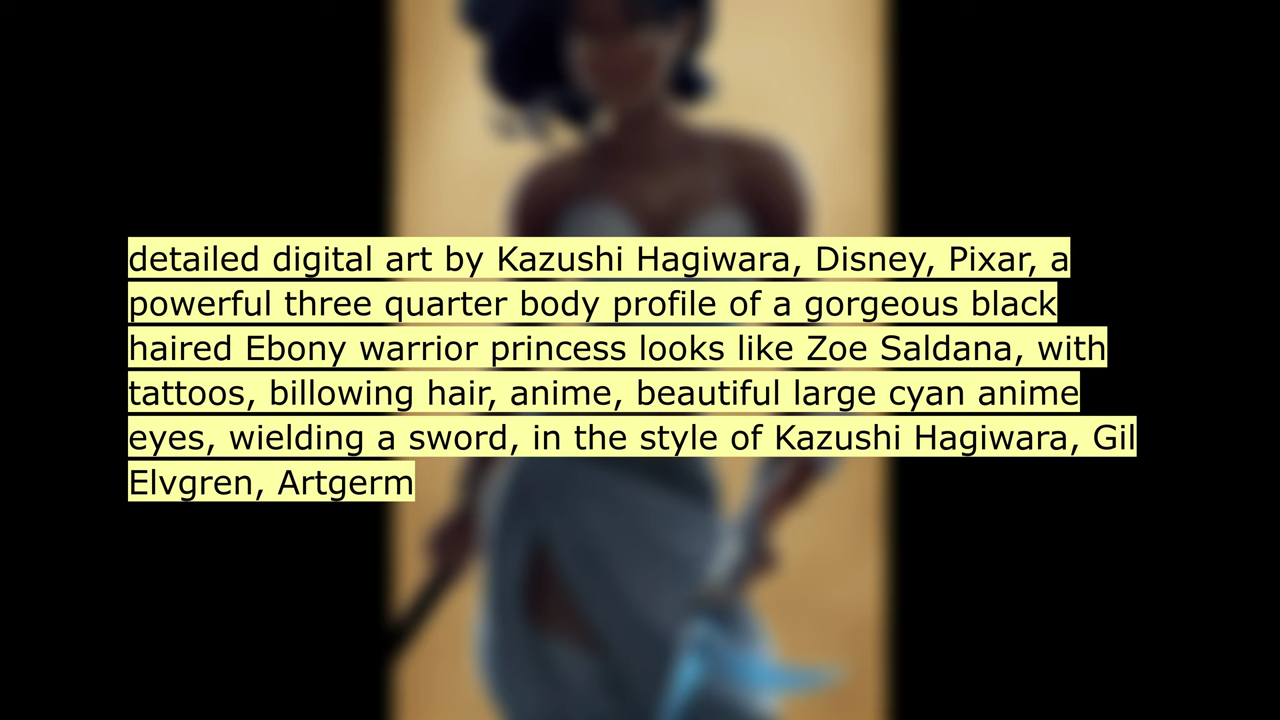 detailed digital art by Kazushi Hagiwara, Disney, Pixar, a
powerful three quarter body profile of a gorgeous black
haired Ebony warrior princess looks like Zoe Saldana, with
tattoos, billowing hair, anime, beautiful large cyan anime
eyes, wielding a sword, in the style of Kazushi Hagiwara, Gil
Elvgren, Artgerm